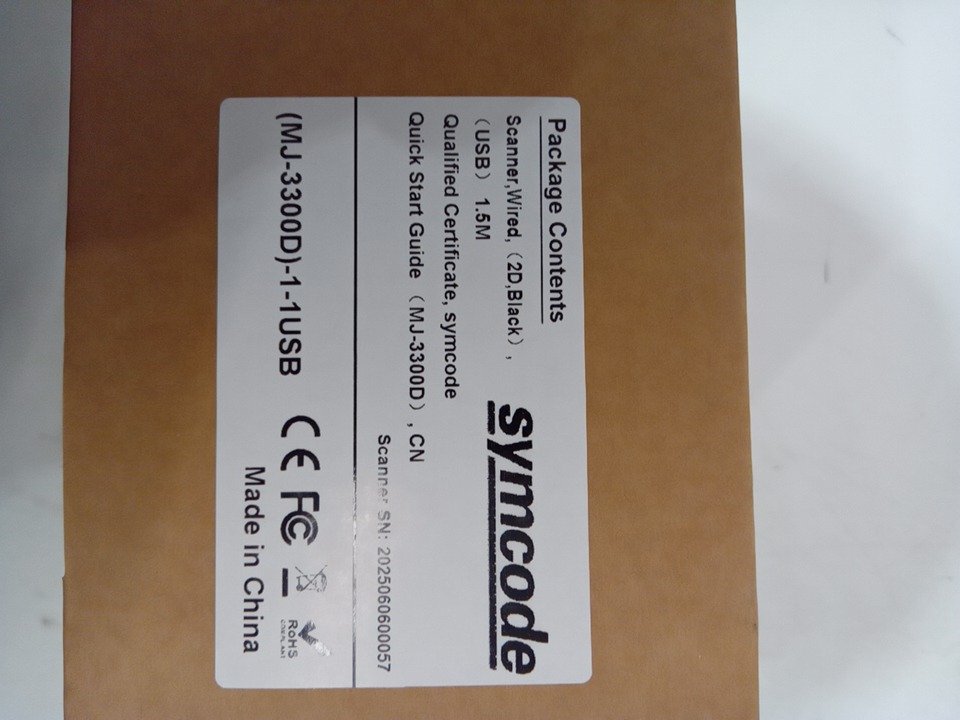 Package Contents
Scanner,Wired,（2D,Black）,
（USB） 1.5M
Qualified Certificate, symcode
Quick Start Guide （MJ-3300D）, CN
symcode
Scanner SN: 2025060600057
(MJ-3300D)-1-1USB
CE FC
RoHS
COMPLIANT
Made in China